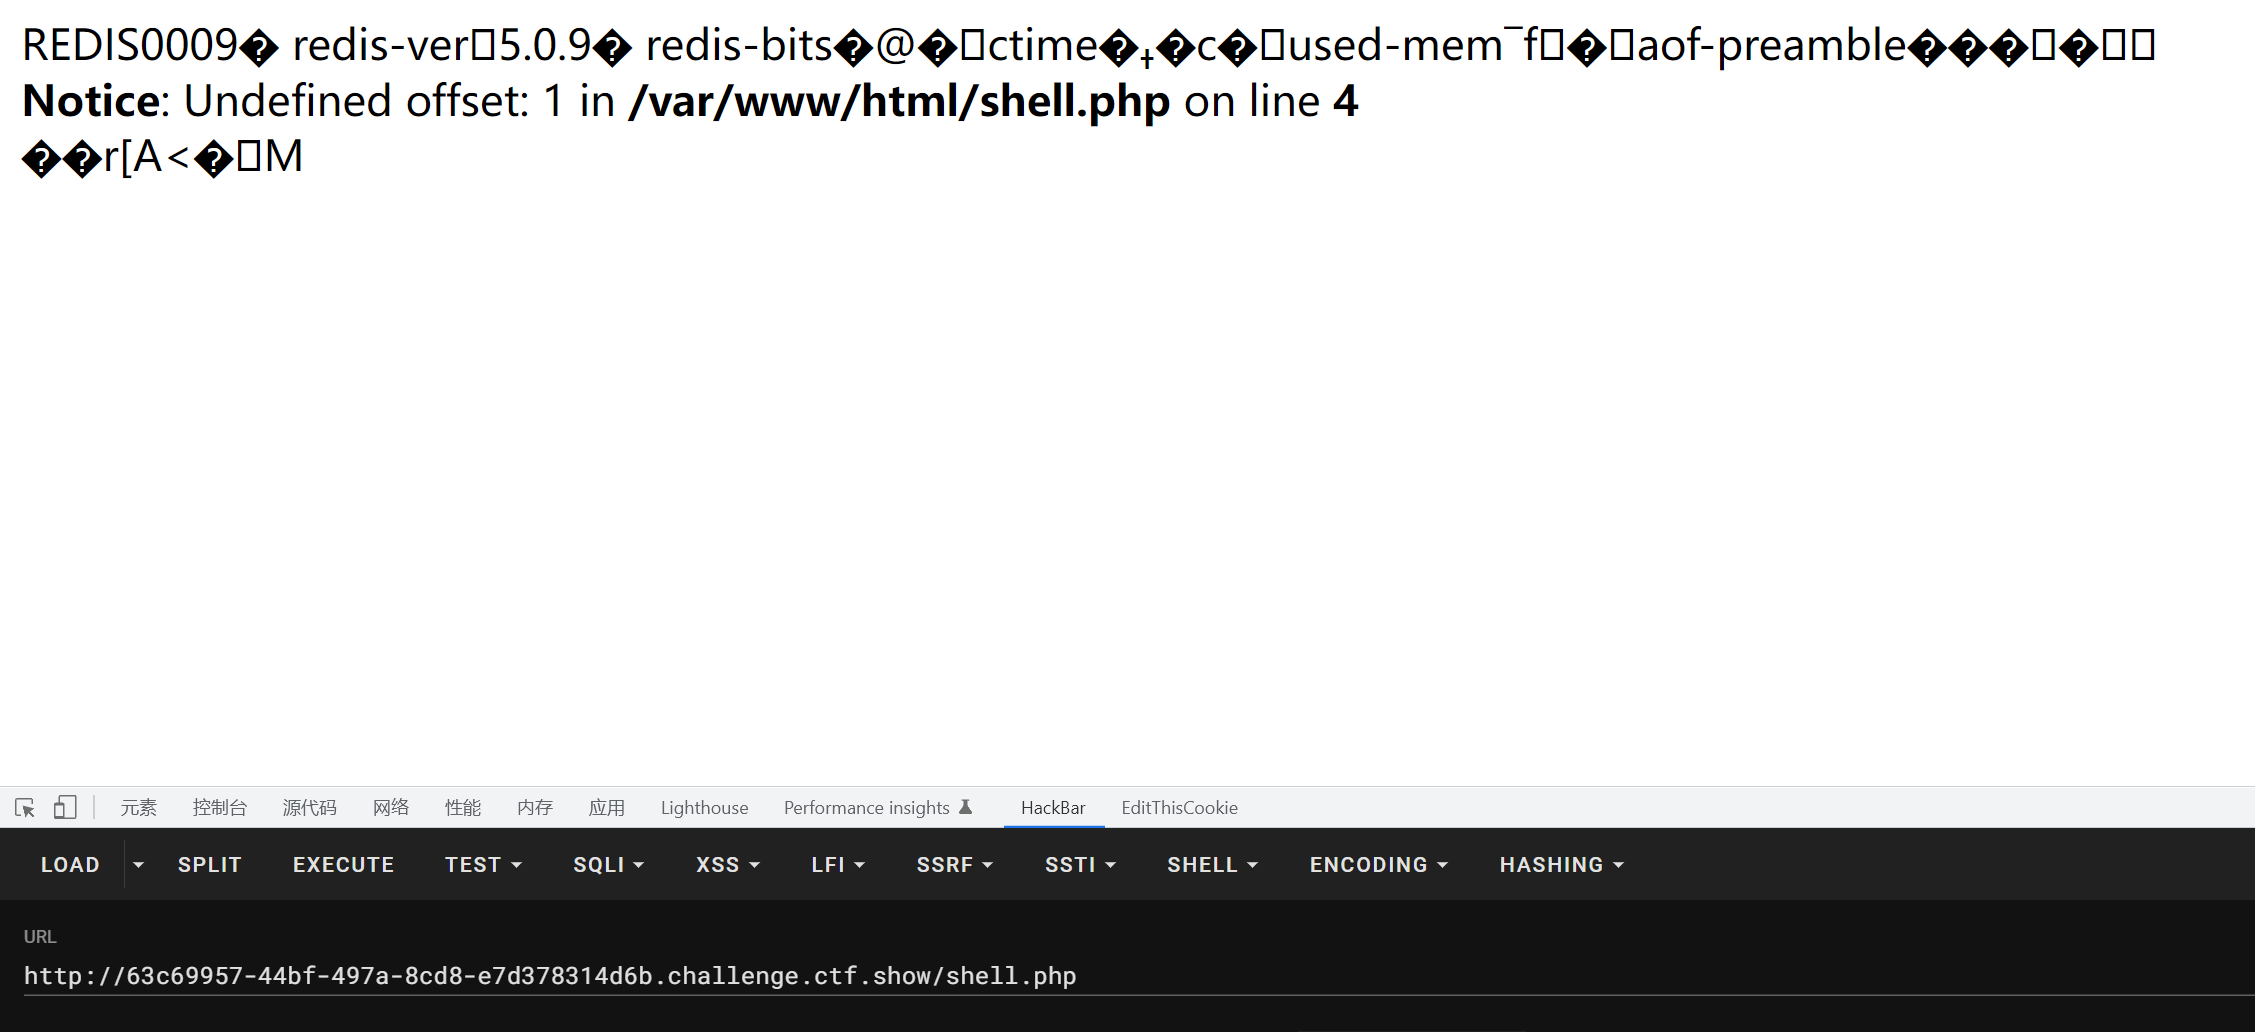 REDIS0009� redis-ver5.0.9� redis-bits�@�ctime�˖�c�used-mem¯f�aof-preamble����
Notice: Undefined offset: 1 in /var/www/html/shell.php on line 4
��r[A<�M
元素 控制台 源代码 网络 性能 内存 应用 Lighthouse Performance insights HackBar EditThisCookie
LOAD SPLIT EXECUTE TEST SQLI XSS LFI SSRF SSTI SHELL ENCODING HASHING
URL
http://63c69957-44bf-497a-8cd8-e7d378314d6b.challenge.ctf.show/shell.php